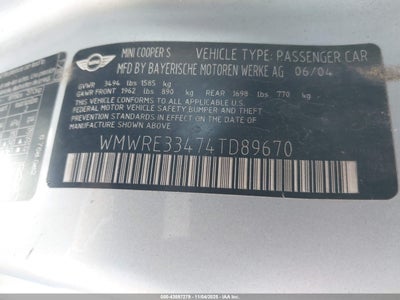 MINI COOPER S VEHICLE TYPE: PASSENGER CAR
MFD BY BAYERISCHE MOTOREN WERKE AG 06/04
GVWR 3494 lbs 1585 kg
GAWR FRONT 1962 lbs 890 kg REAR 1698 lbs 770 kg
THIS VEHICLE CONFORMS TO ALL APPLICABLE
FEDERAL MOTOR VEHICLE SAFETY, BUMPER AND THEFT
PREVENTION STANDARDS IN EFFECT ON THE DATE OF
MANUFACTURE SHOWN ABOVE.
WMWRE33474TD89670